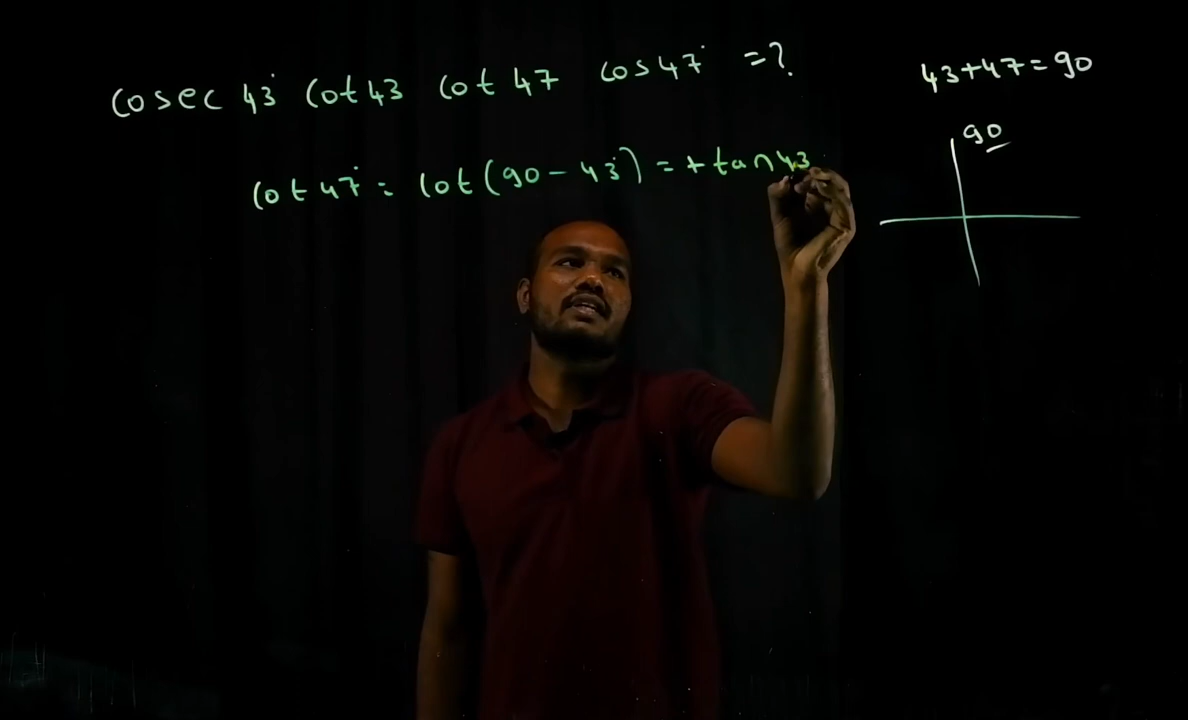 cosec 43° cot 43 cot 47 cos 47° = ?
43+47=90
90
cot 47° = cot (90 - 43°) = + tan 43